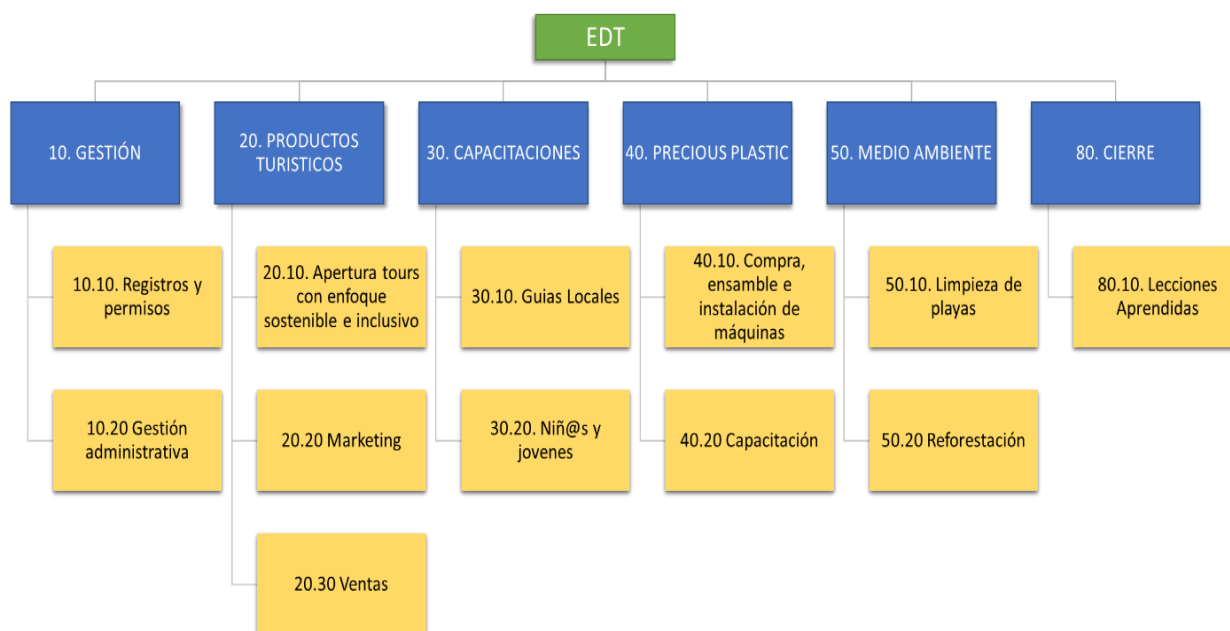 EDT
10. GESTIÓN
20. PRODUCTOS
TURISTICOS
30. CAPACITACIONES
40. PRECIOUS PLASTIC
50. MEDIO AMBIENTE
80. CIERRE
10.10. Registros y
permisos
20.10. Apertura tours
con enfoque
sostenible e inclusivo
30.10. Guias Locales
40.10. Compra,
ensamble e
instalación de
máquinas
50.10. Limpieza de
playas
80.10. Lecciones
Aprendidas
10.20 Gestión
administrativa
20.20 Marketing
30.20. Niñ@s y
jovenes
40.20 Capacitación
50.20 Reforestación
20.30 Ventas